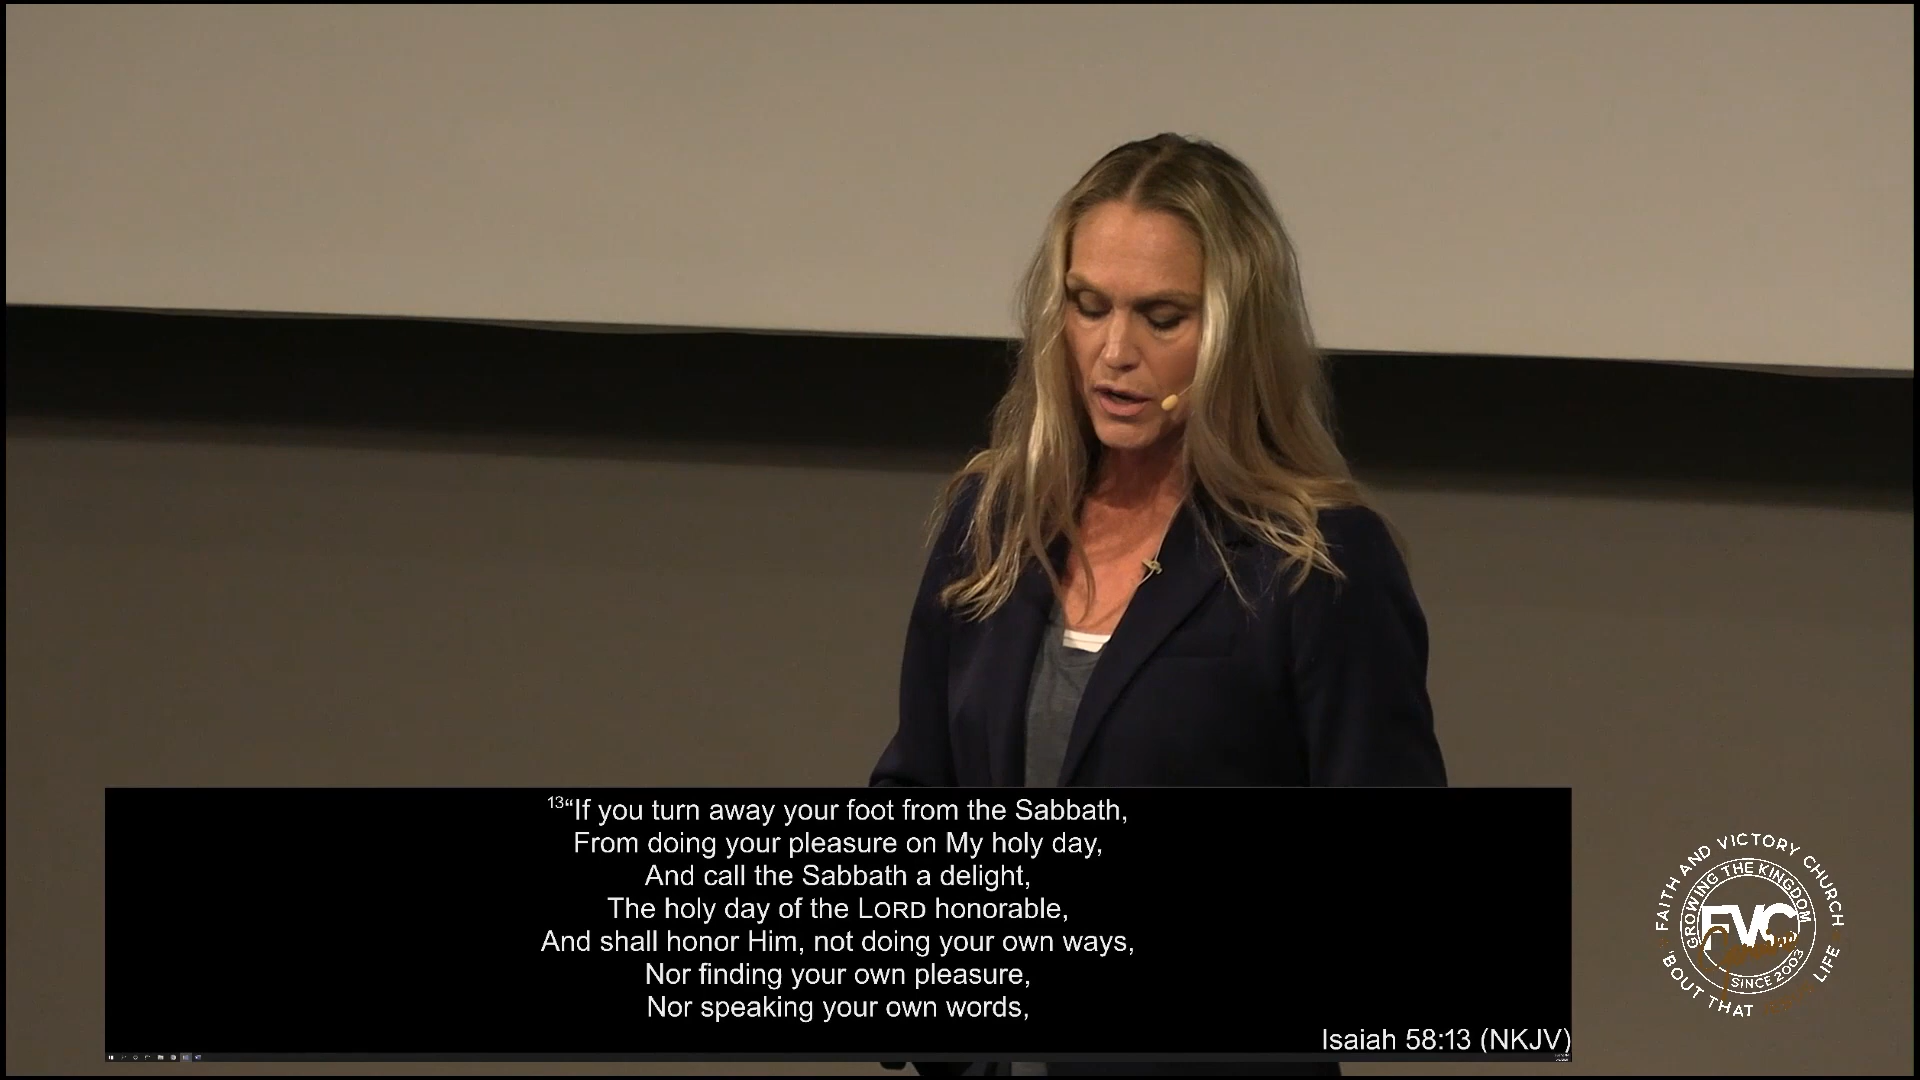 13“If you turn away your foot from the Sabbath,
From doing your pleasure on My holy day,
And call the Sabbath a delight,
The holy day of the LORD honorable,
And shall honor Him, not doing your own ways,
Nor finding your own pleasure,
Nor speaking your own words,
Isaiah 58:13 (NKJV)
FAITH AND VICTORY CHURCH
GROWING THE KINGDOM
FVC
SINCE 2003
'BOUT THAT
LIFE